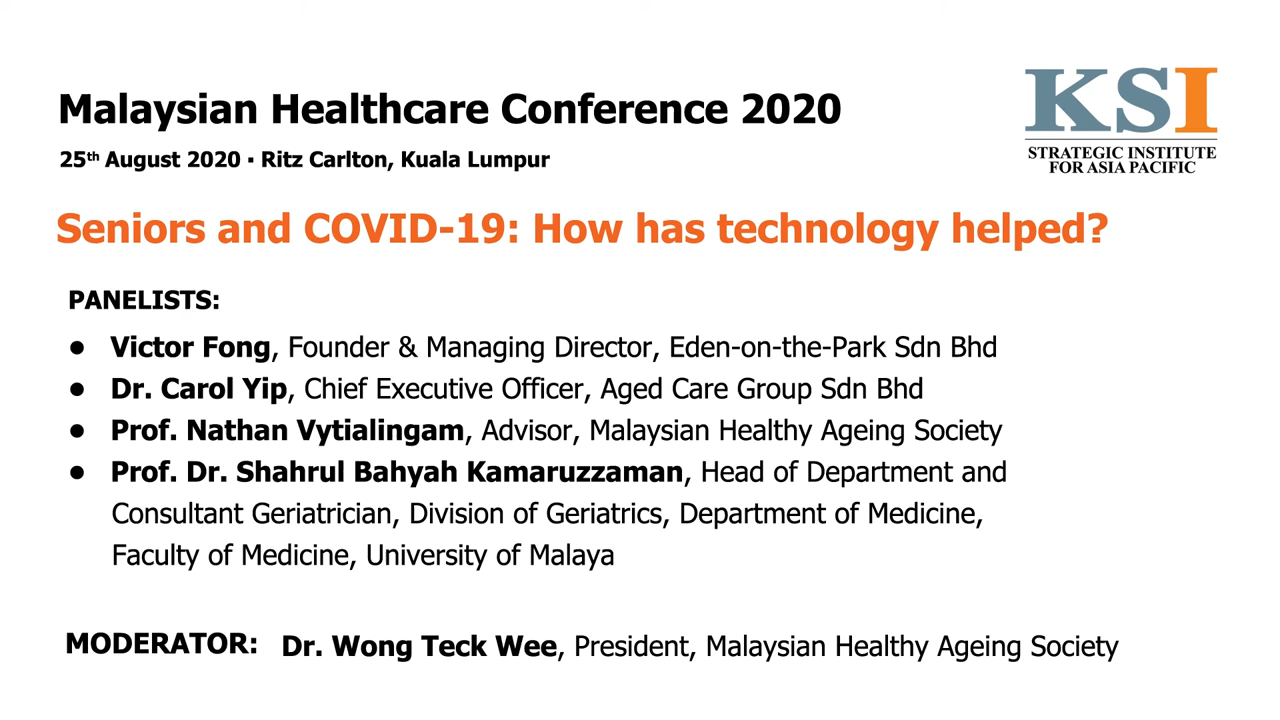 Malaysian Healthcare Conference 2020
25th August 2020 · Ritz Carlton, Kuala Lumpur
KSI
STRATEGIC INSTITUTE
FOR ASIA PACIFIC
Seniors and COVID-19: How has technology helped?
PANELISTS:
● Victor Fong, Founder & Managing Director, Eden-on-the-Park Sdn Bhd
● Dr. Carol Yip, Chief Executive Officer, Aged Care Group Sdn Bhd
● Prof. Nathan Vytialingam, Advisor, Malaysian Healthy Ageing Society
● Prof. Dr. Shahrul Bahyah Kamaruzzaman, Head of Department and
Consultant Geriatrician, Division of Geriatrics, Department of Medicine,
Faculty of Medicine, University of Malaya
MODERATOR: Dr. Wong Teck Wee, President, Malaysian Healthy Ageing Society